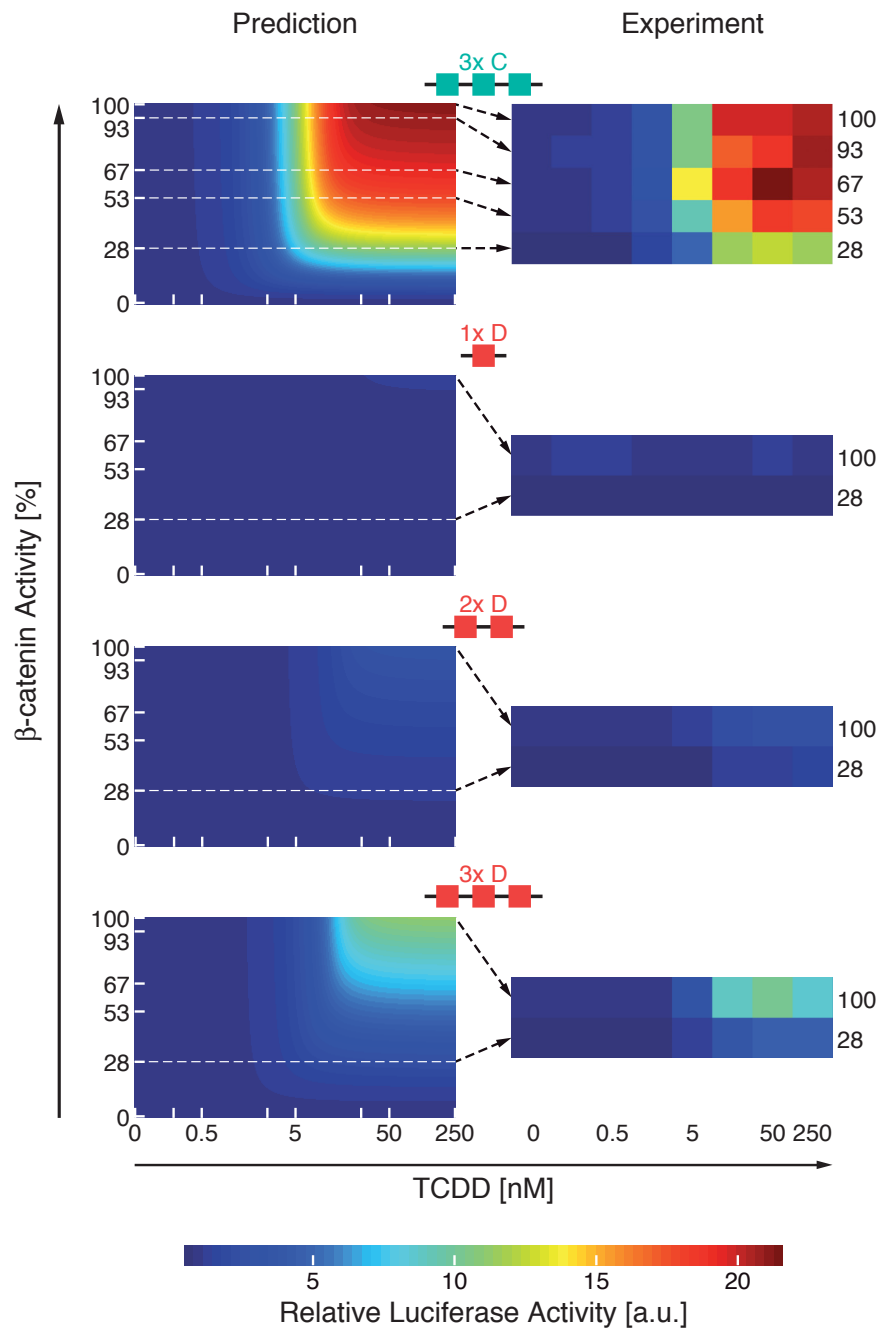 Prediction
Experiment
3x C
100
93
67
53
28
0
100
93
67
53
28
1x D
100
93
67
53
28
0
100
28
2x D
100
93
67
53
28
0
100
28
3x D
100
93
67
53
28
0
100
28
β-catenin Activity [%]
0 0.5 5 50 250
0 0.5 5 50 250
TCDD [nM]
5 10 15 20
Relative Luciferase Activity [a.u.]